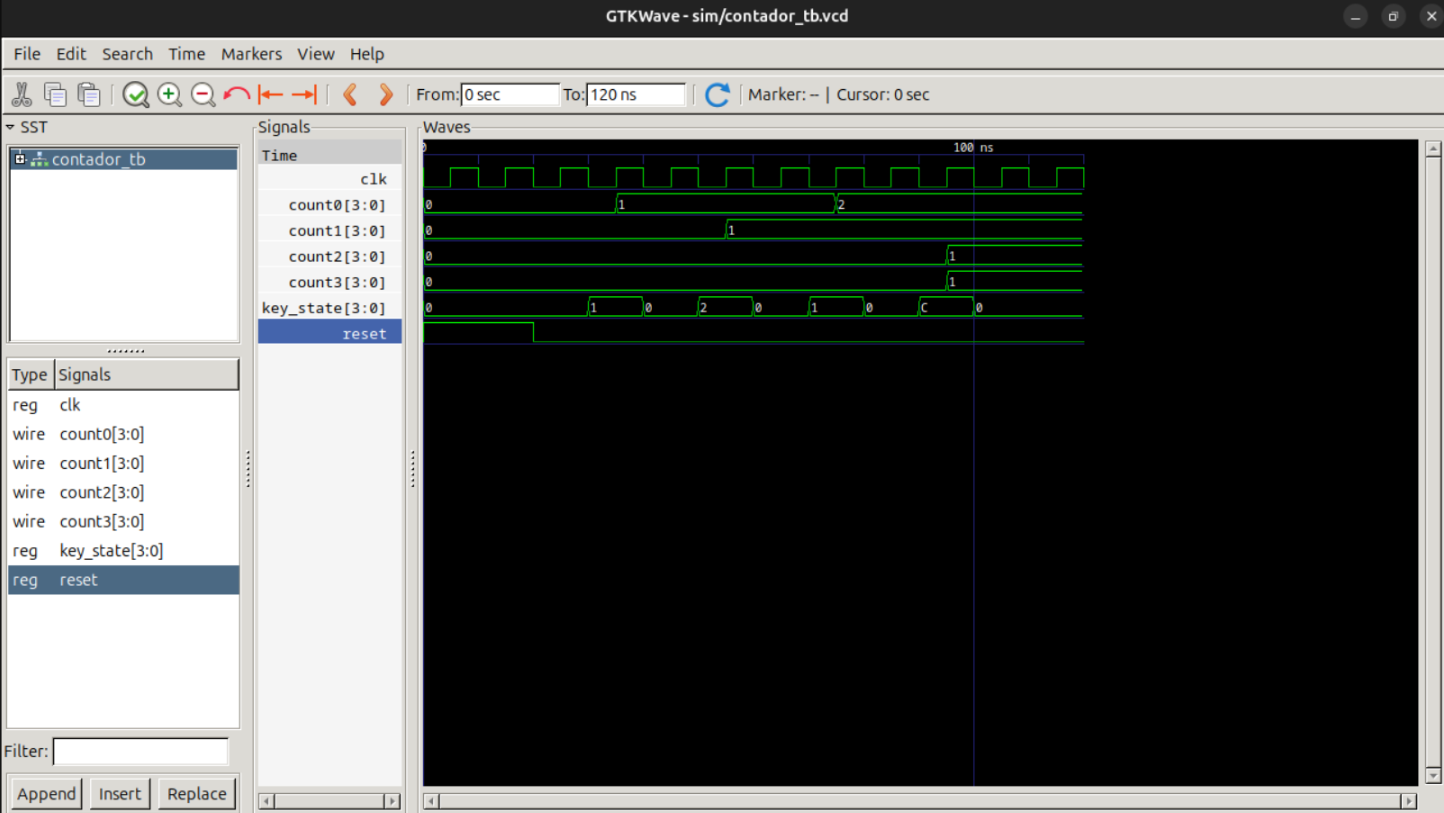 GTKWave - sim/contador_tb.vcd
File Edit Search Time Markers View Help
From: 0 sec To: 120 ns Marker: -- | Cursor: 0 sec
SST
contador_tb
Type Signals
reg clk
wire count0[3:0]
wire count1[3:0]
wire count2[3:0]
wire count3[3:0]
reg key_state[3:0]
reg reset
Filter:
Append Insert Replace
Signals
Time
clk
count0[3:0]
count1[3:0]
count2[3:0]
count3[3:0]
key_state[3:0]
reset
Waves
0 100 ns
0 1 2
0 1
0 1
0 1
0 1 0 2 0 1 0 C 0